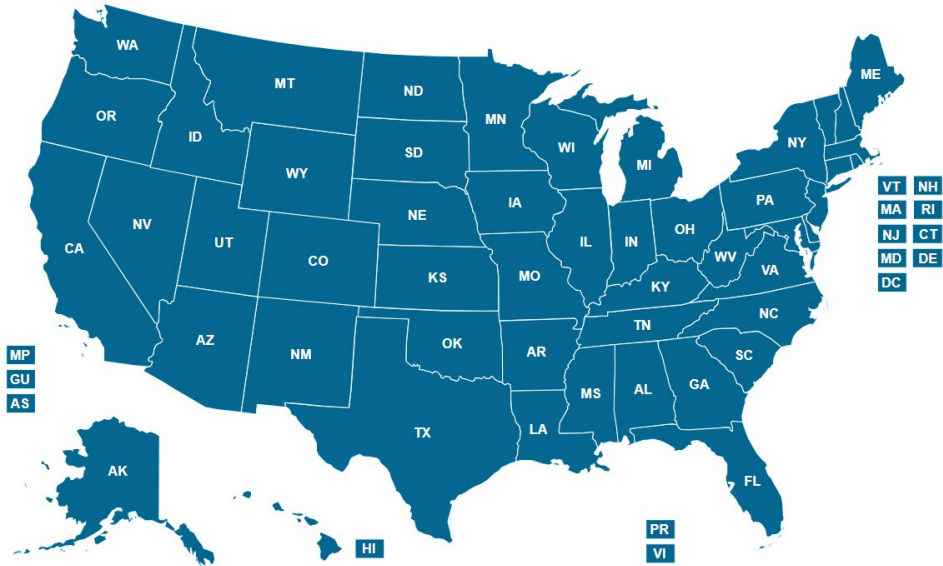 WA
MT
ND
MN
ME
OR
ID
SD
WI
MI
NY
WY
VT NH
IA
PA
MA RI
NE
NV
UT
IL
IN
OH
NJ CT
CA
CO
WV
MD DE
KS
MO
VA
DC
KY
NC
TN
AZ
OK
AR
MP
NM
SC
GU
MS
AL
GA
AS
TX
LA
AK
FL
PR
HI
VI